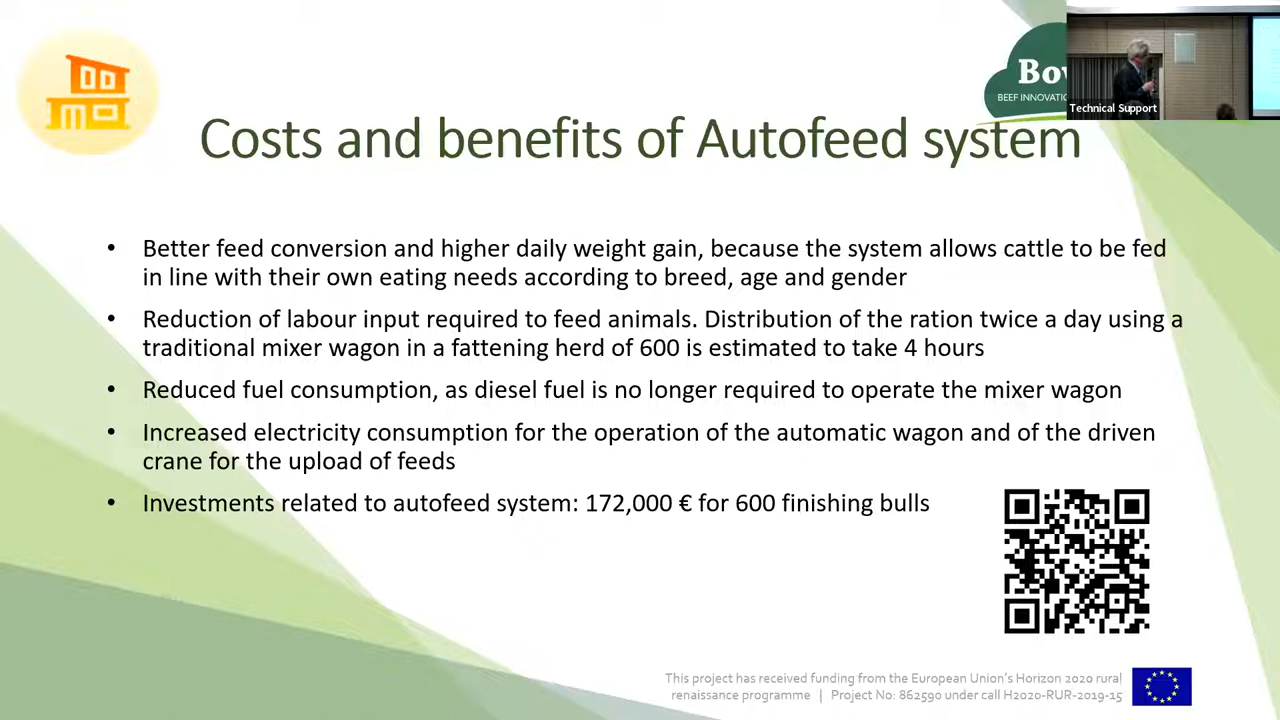 Bov
BEEF INNOVATIO
Technical Support
Costs and benefits of Autofeed system
• Better feed conversion and higher daily weight gain, because the system allows cattle to be fed
in line with their own eating needs according to breed, age and gender
• Reduction of labour input required to feed animals. Distribution of the ration twice a day using a
traditional mixer wagon in a fattening herd of 600 is estimated to take 4 hours
• Reduced fuel consumption, as diesel fuel is no longer required to operate the mixer wagon
• Increased electricity consumption for the operation of the automatic wagon and of the driven
crane for the upload of feeds
• Investments related to autofeed system: 172,000 € for 600 finishing bulls
This project has received funding from the European Union's Horizon 2020 rural
renaissance programme | Project No: 862590 under call H2020-RUR-2019-15